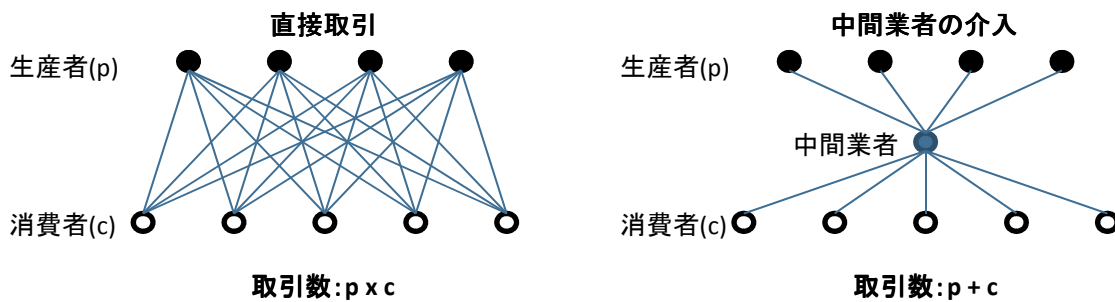 直接取引
生産者(p)
消費者(c)
取引数:p x c
中間業者の介入
生産者(p)
中間業者
消費者(c)
取引数:p + c